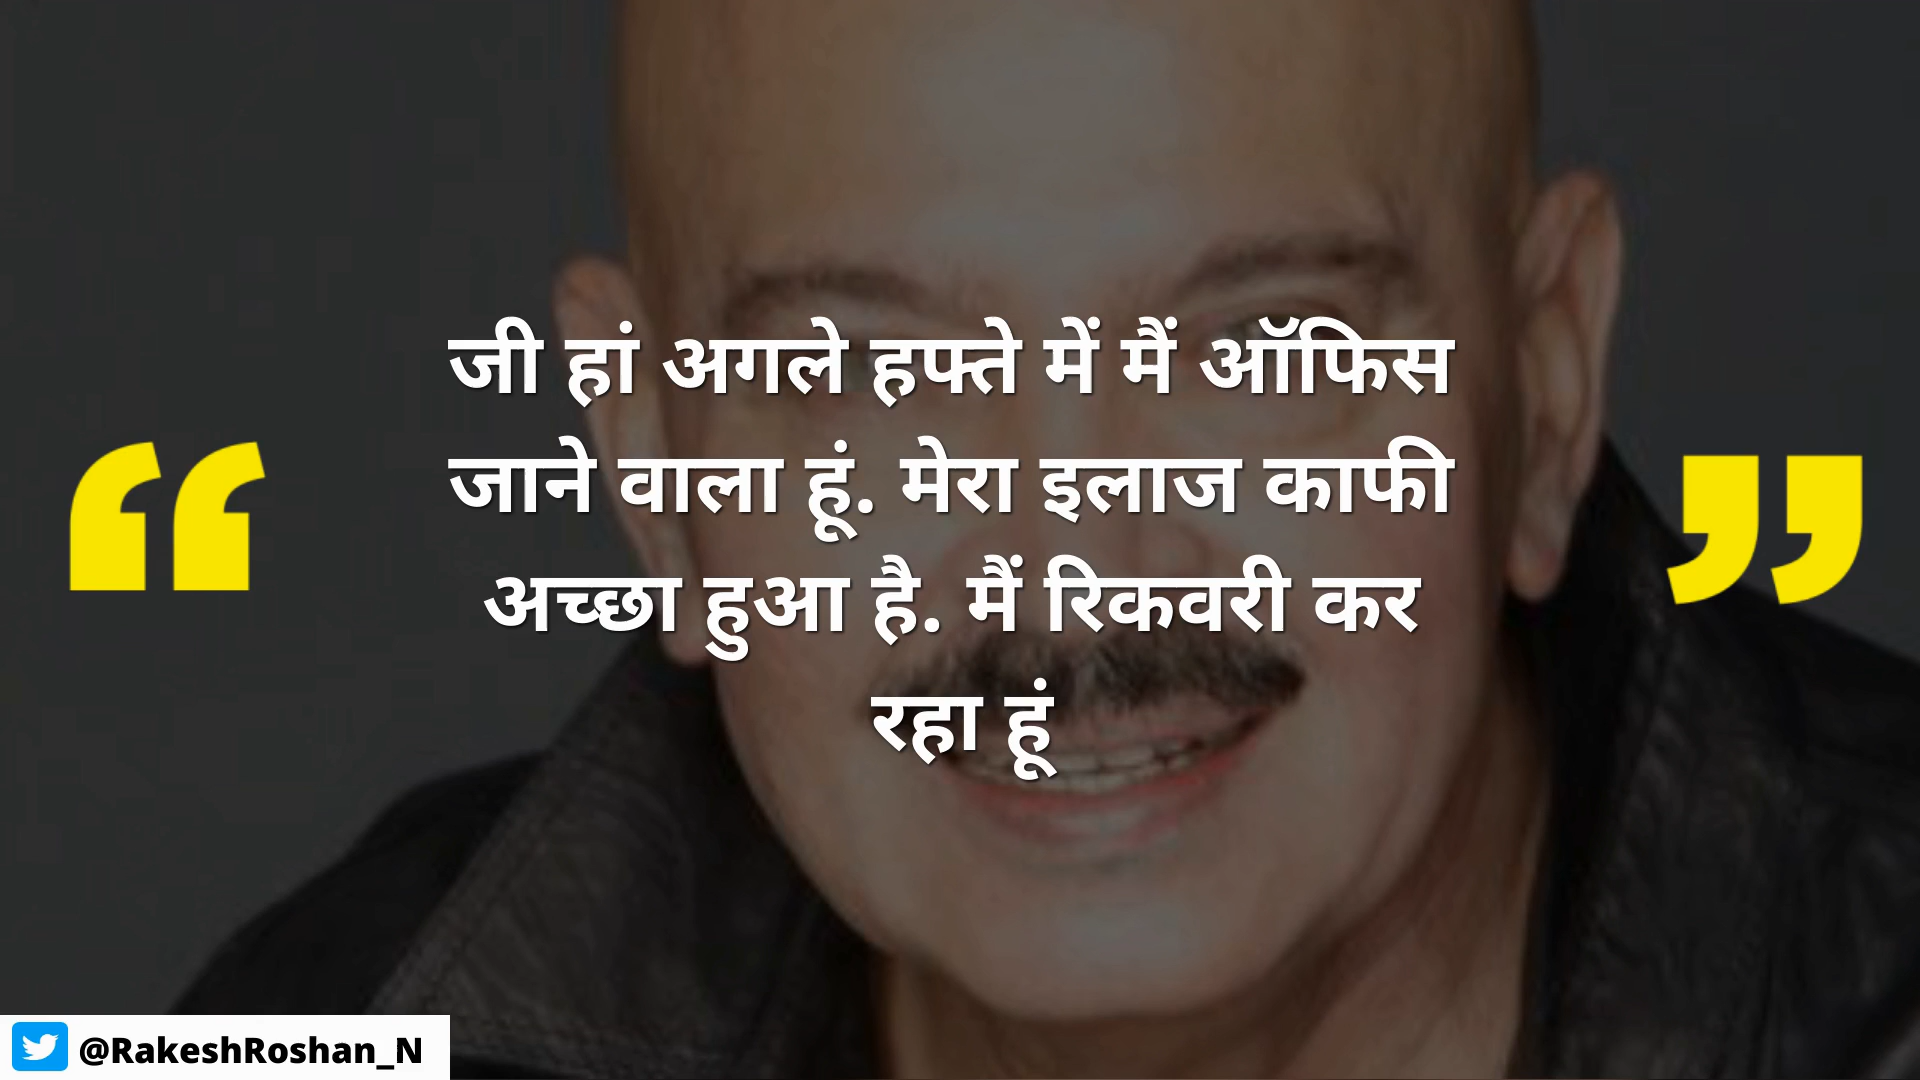 जी हां अगले हफ्ते में मैं ऑफिस
जाने वाला हूं. मेरा इलाज काफी
अच्छा हुआ है. मैं रिकवरी कर
रहा हूं
@RakeshRoshan_N